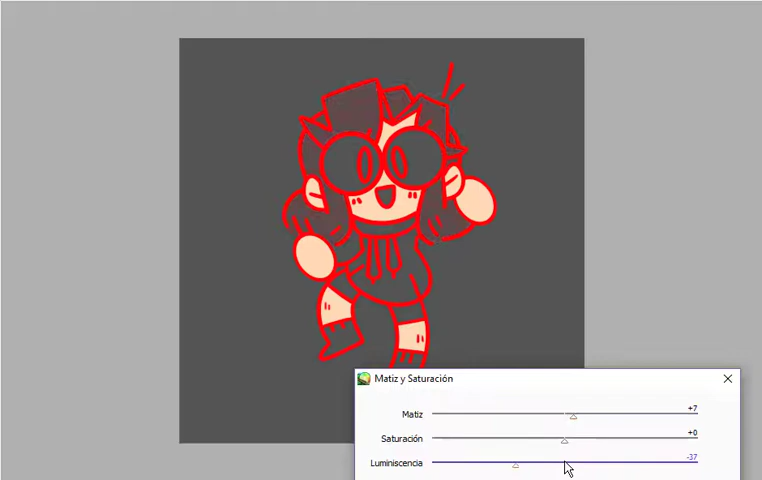 Matiz y Saturación
Matiz +7
Saturación +0
Luminiscencia -37